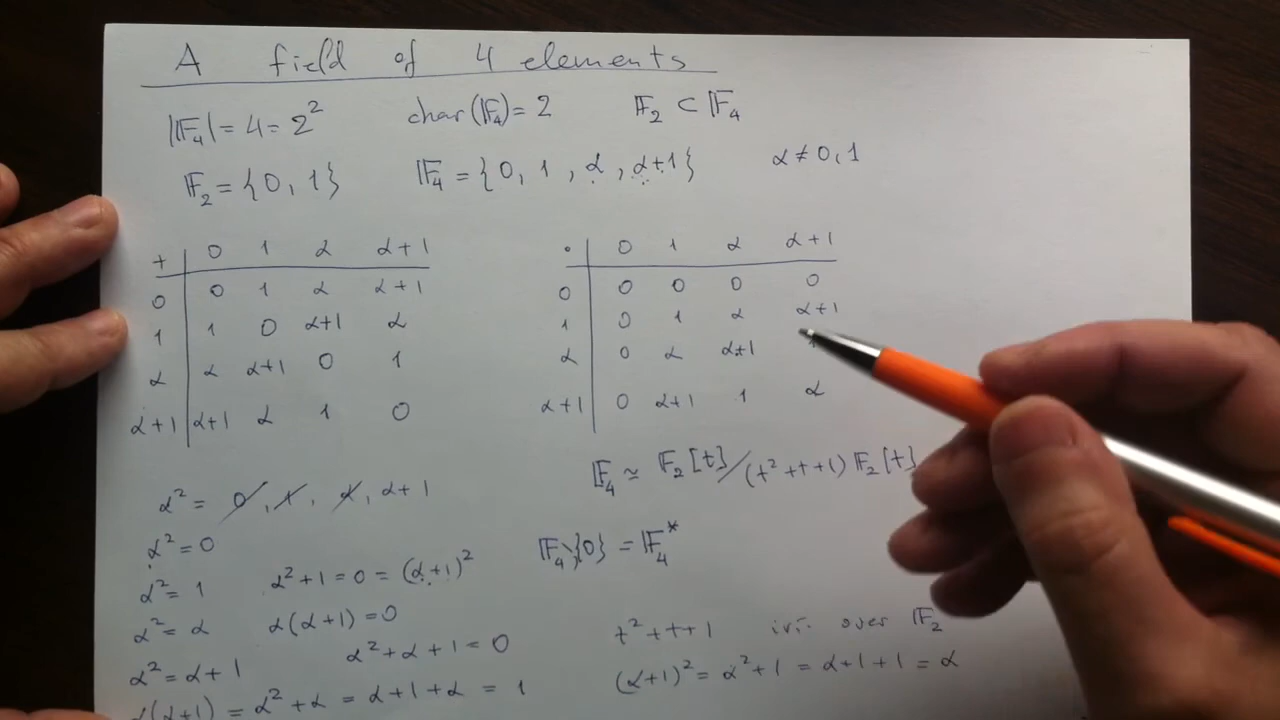 A field of 4 elements
|𝔽₄| = 4 = 2² char(𝔽₄) = 2 𝔽₂ ⊂ 𝔽₄
𝔽₂ = {0, 1} 𝔽₄ = {0, 1, α, α+1} α ≠ 0, 1
+ 0 1 α α+1
0 0 1 α α+1
1 1 0 α+1 α
α α α+1 0 1
α+1 α+1 α 1 0
· 0 1 α α+1
0 0 0 0 0
1 0 1 α α+1
α 0 α α+1
α+1 0 α+1 1 α
𝔽₄ ≃ 𝔽₂[t]/(t²+t+1)𝔽₂[t]
α² = 0, 1, α, α+1
α² = 0
α² = 1 α²+1 = 0 = (α+1)²
α² = α α(α+1) = 0
α² = α+1 α²+α+1 = 0
α(α+1) = α²+α = α+1+α = 1
𝔽₄\{0} = 𝔽₄*
t²+t+1 irr. over 𝔽₂
(α+1)² = α²+1 = α+1+1 = α